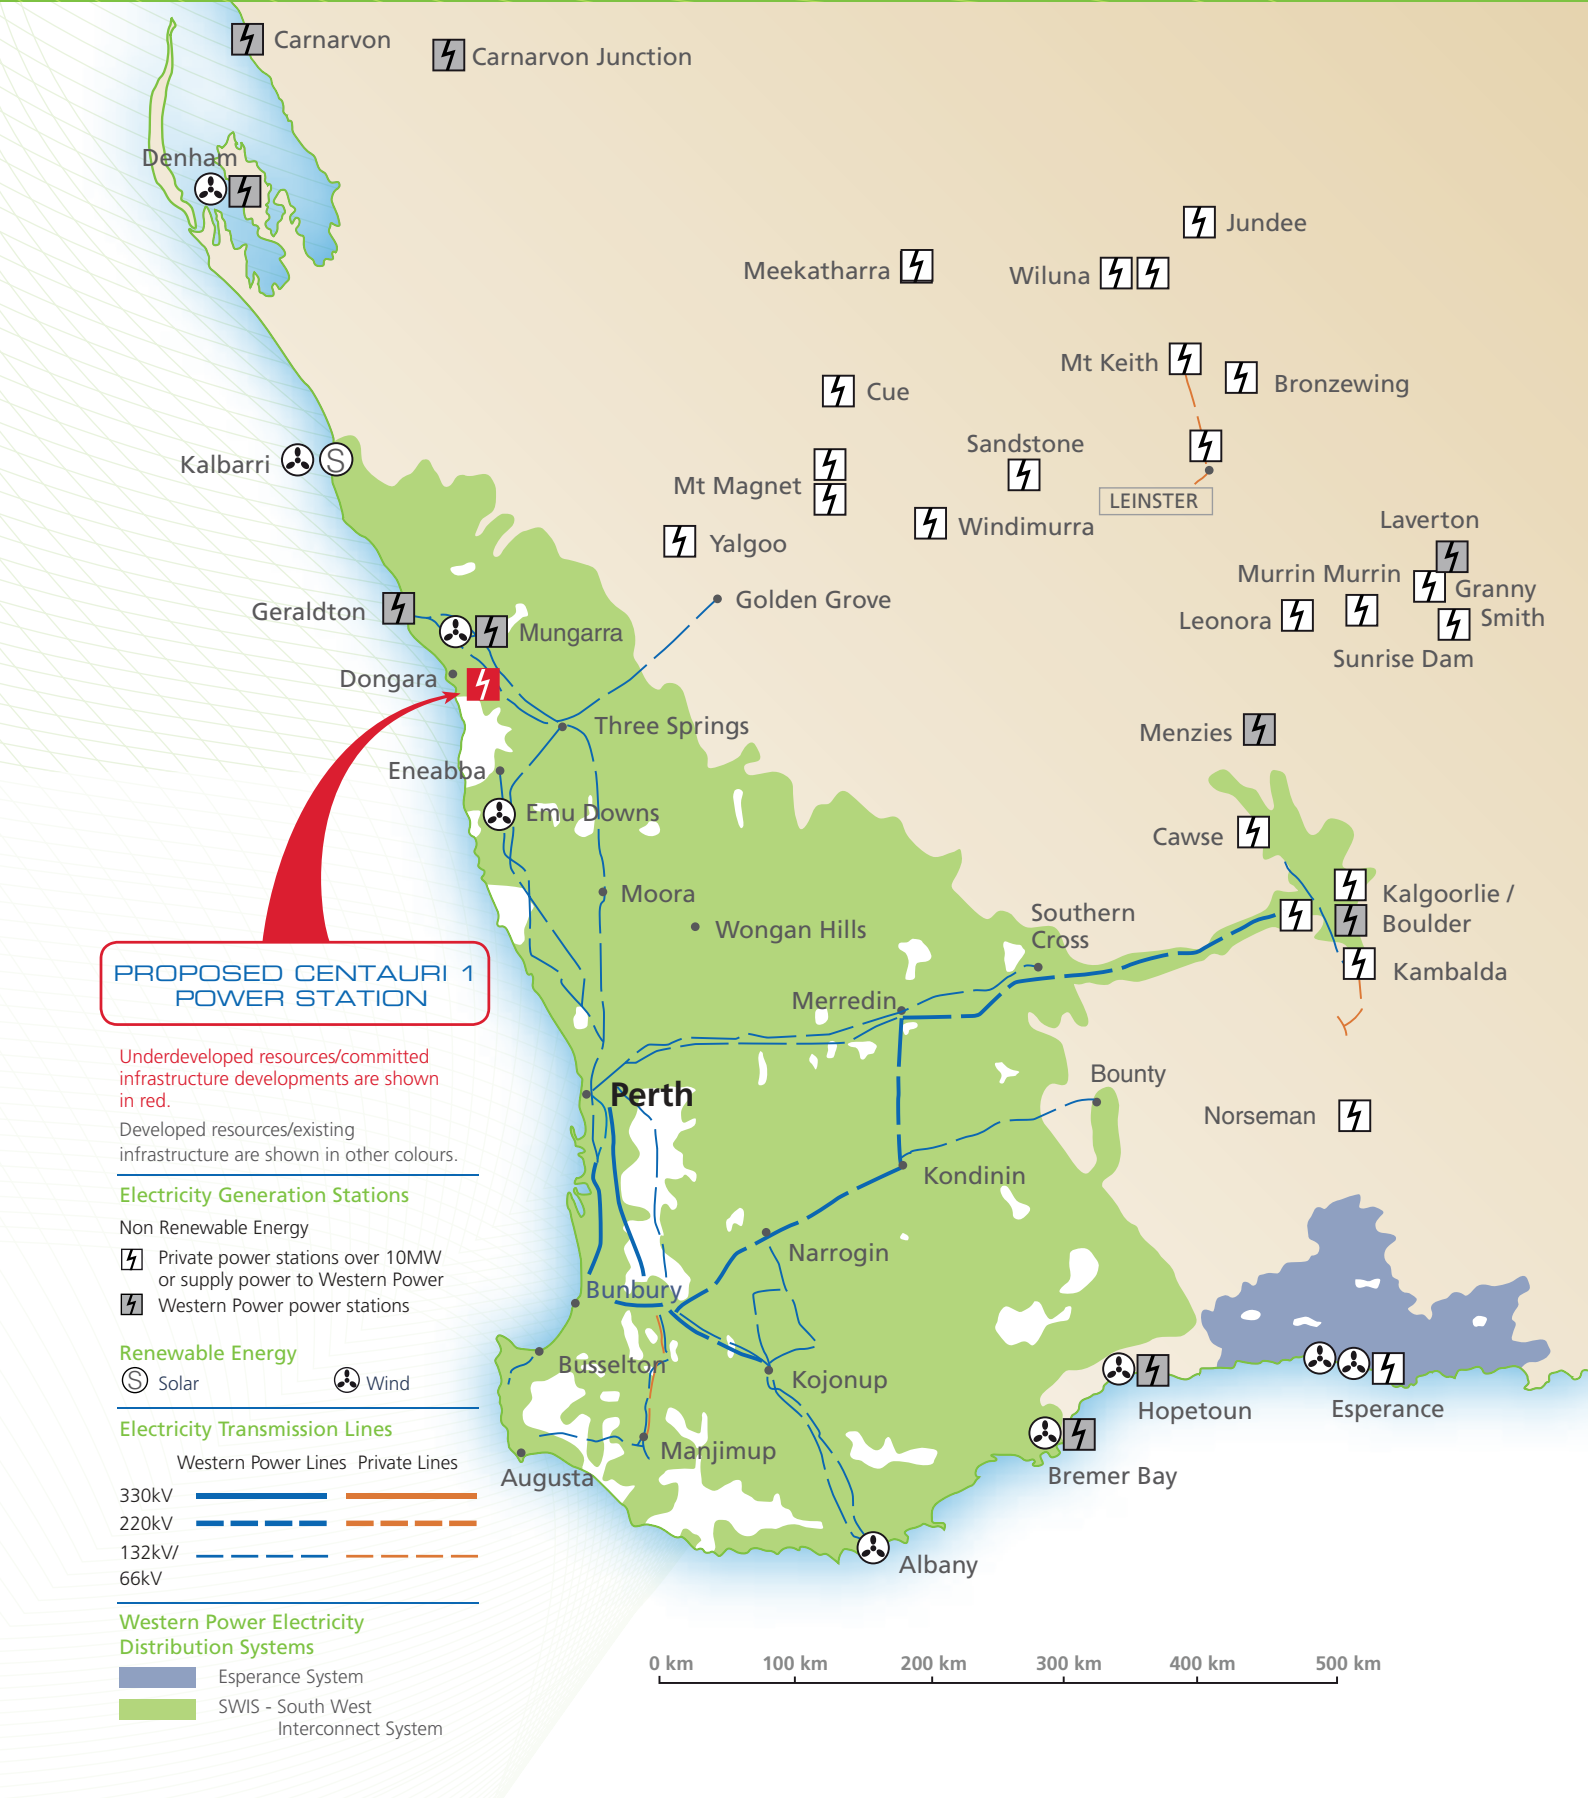 Carnarvon
Carnarvon Junction
Denham
Jundee
Meekatharra
Wiluna
Mt Keith
Bronzewing
Cue
Sandstone
Kalbarri
S
Mt Magnet
LEINSTER
Windimurra
Laverton
Yalgoo
Murrin Murrin
Granny
Smith
Golden Grove
Geraldton
Leonora
Mungarra
Sunrise Dam
Dongara
Three Springs
Menzies
Eneabba
Emu Downs
Cawse
Moora
Kalgoorlie /
Boulder
Southern
Cross
Wongan Hills
Kambalda
PROPOSED CENTAURI 1
POWER STATION
Merredin
Perth
Bounty
Norseman
Kondinin
Narrogin
Bunbury
Busselton
Kojonup
Hopetoun
Esperance
Manjimup
Augusta
Bremer Bay
Albany
Underdeveloped resources/committed
infrastructure developments are shown
in red.
Developed resources/existing
infrastructure are shown in other colours.
Electricity Generation Stations
Non Renewable Energy
Private power stations over 10MW
or supply power to Western Power
Western Power power stations
Renewable Energy
S Solar
Wind
Electricity Transmission Lines
Western Power Lines Private Lines
330kV
220kV
132kV/
66kV
Western Power Electricity
Distribution Systems
Esperance System
SWIS - South West
Interconnect System
0 km 100 km 200 km 300 km 400 km 500 km